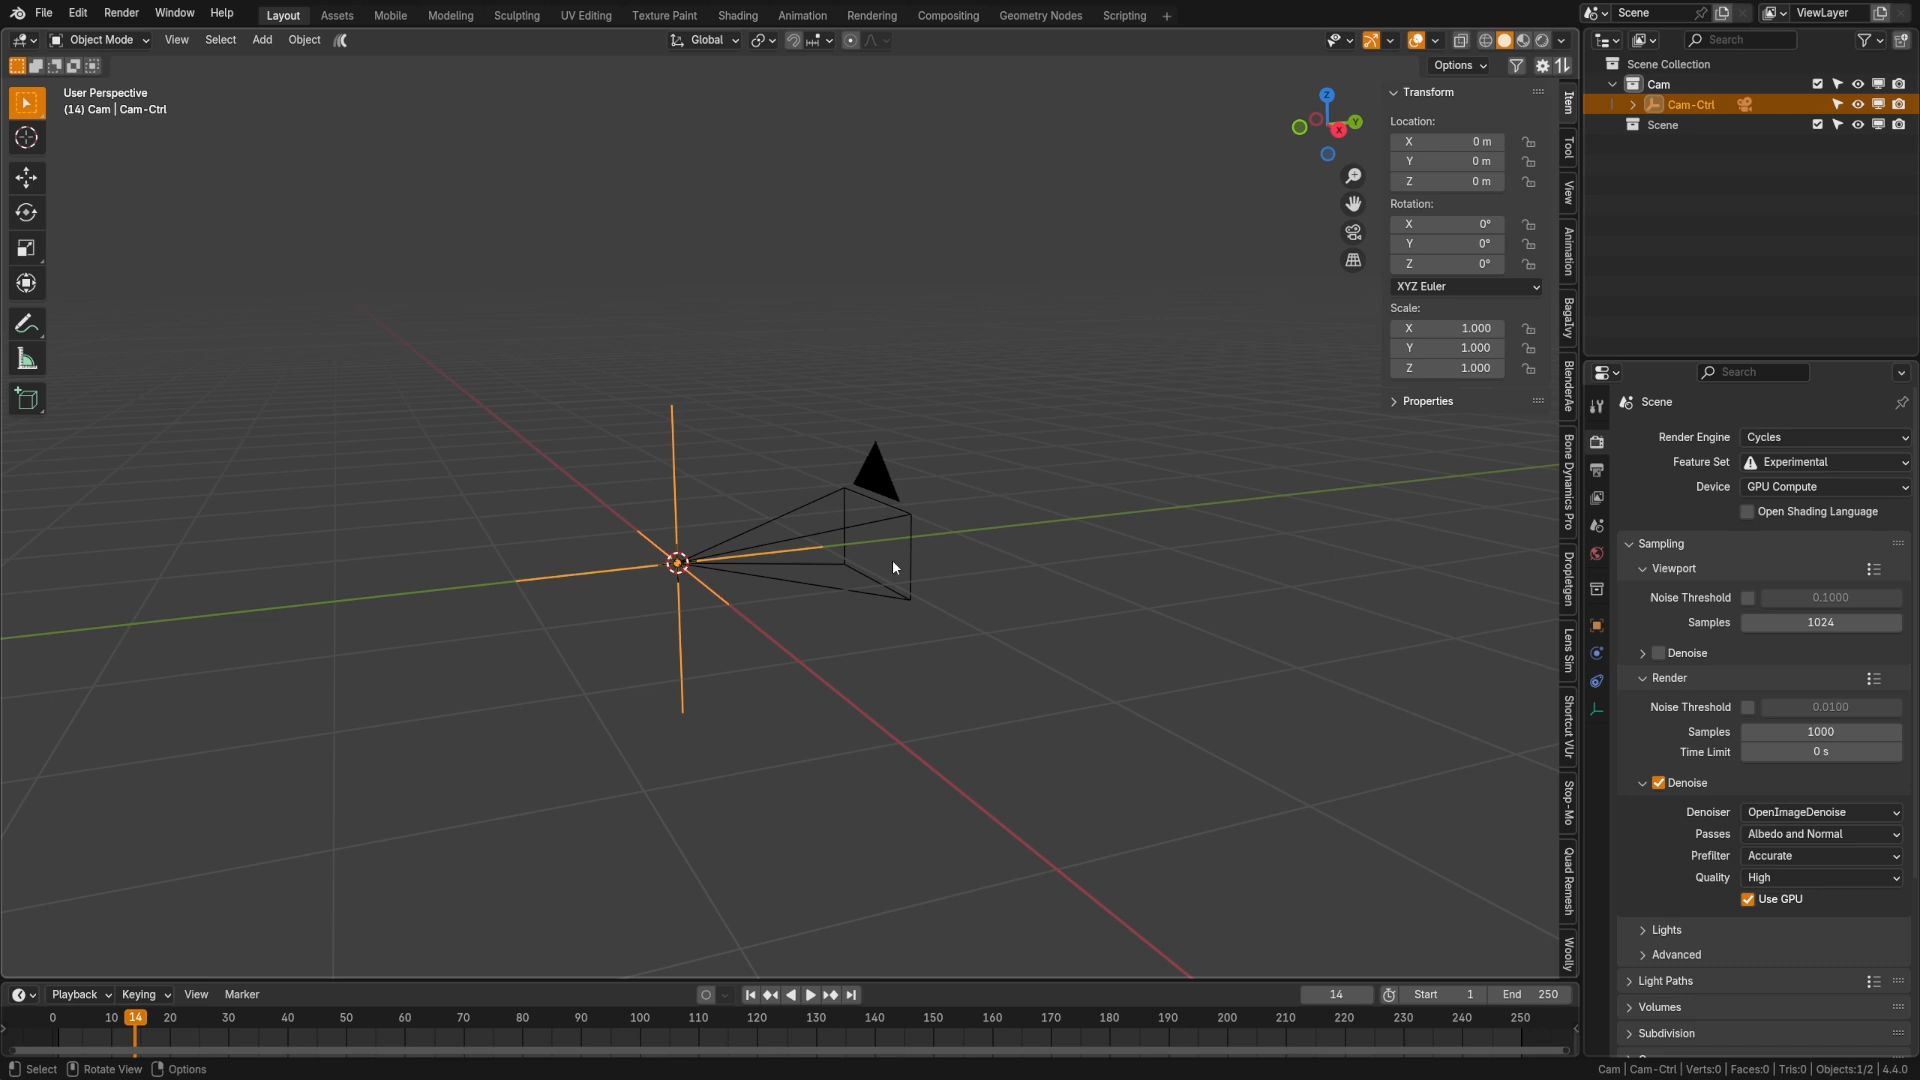 File Edit Render Window Help Layout Assets Mobile Modeling Sculpting UV Editing Texture Paint Shading Animation Rendering Compositing Geometry Nodes Scripting + Scene ViewLayer
Object Mode View Select Add Object Global Search
Options
User Perspective
(14) Cam | Cam-Ctrl
Z
Y
X
Transform
Location:
X 0 m
Y 0 m
Z 0 m
Rotation:
X 0°
Y 0°
Z 0°
XYZ Euler
Scale:
X 1.000
Y 1.000
Z 1.000
Properties
Item
Tool
View
Animation
BagaIvy
BlenderAe
Bone Dynamics Pro
Dropletgen
Lens Sim
Shortcut VUr
Stop-Mo
Quad Remesh
Woolly
Scene Collection
Cam
Cam-Ctrl
Scene
Search
Scene
Render Engine Cycles
Feature Set Experimental
Device GPU Compute
Open Shading Language
Sampling
Viewport
Noise Threshold 0.1000
Samples 1024
Denoise
Render
Noise Threshold 0.0100
Samples 1000
Time Limit 0 s
Denoise
Denoiser OpenImageDenoise
Passes Albedo and Normal
Prefilter Accurate
Quality High
Use GPU
Lights
Advanced
Light Paths
Volumes
Subdivision
Playback Keying View Marker 14 Start 1 End 250
0 10 14 20 30 40 50 60 70 80 90 100 110 120 130 140 150 160 170 180 190 200 210 220 230 240 250
Select Rotate View Options Cam | Cam-Ctrl | Verts:0 | Faces:0 | Tris:0 | Objects:1/2 | 4.4.0